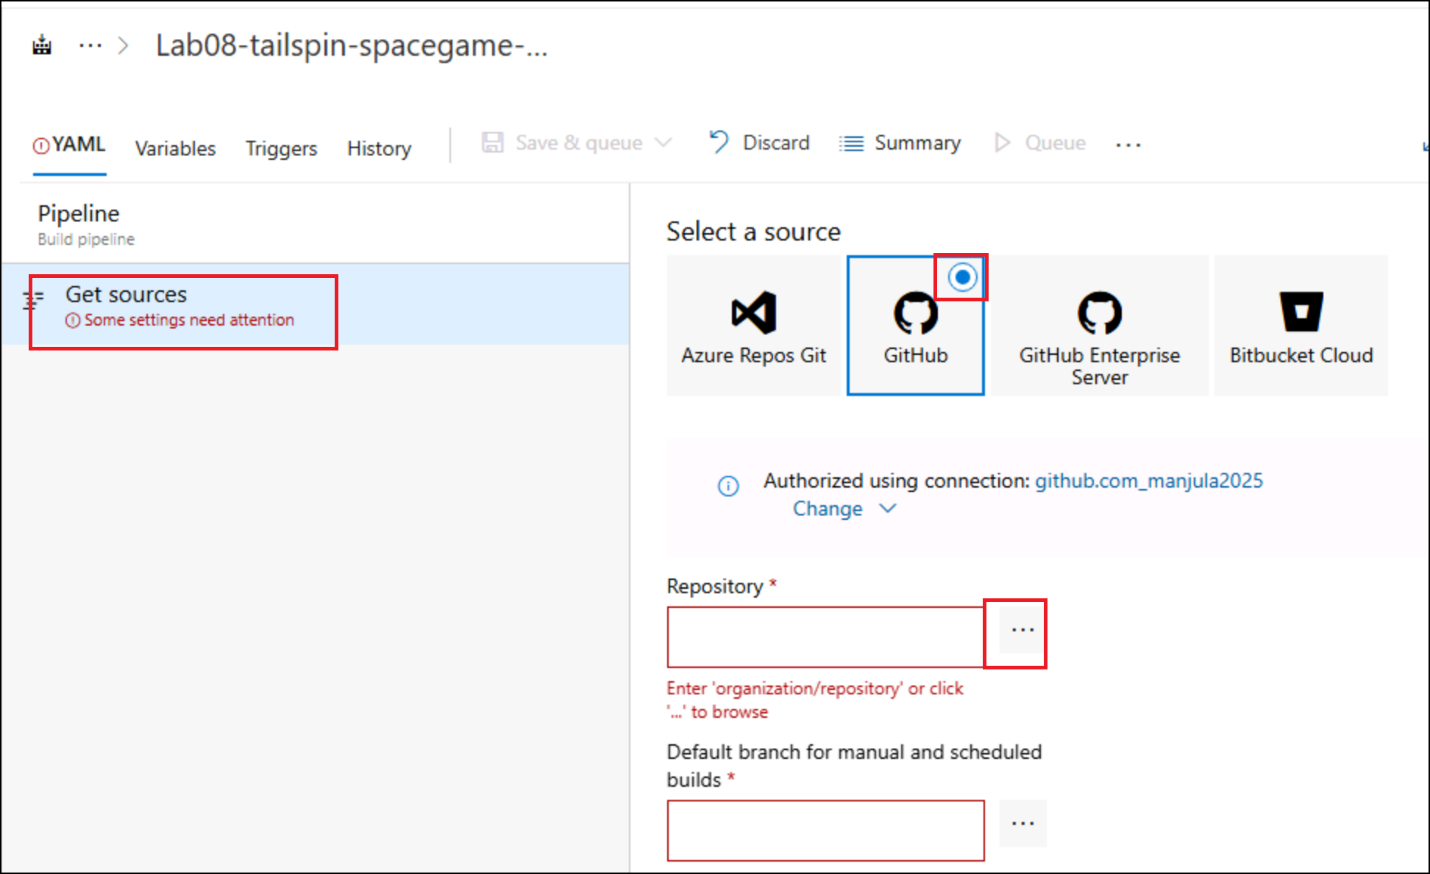 ... > Lab08-tailspin-spacegame-...
YAML Variables Triggers History Save & queue Discard Summary Queue ...
Pipeline
Build pipeline
Get sources
Some settings need attention
Select a source
Azure Repos Git
GitHub
GitHub Enterprise
Server
Bitbucket Cloud
Authorized using connection: github.com_manjula2025
Change
Repository *
...
Enter 'organization/repository' or click
'...' to browse
Default branch for manual and scheduled
builds *
...